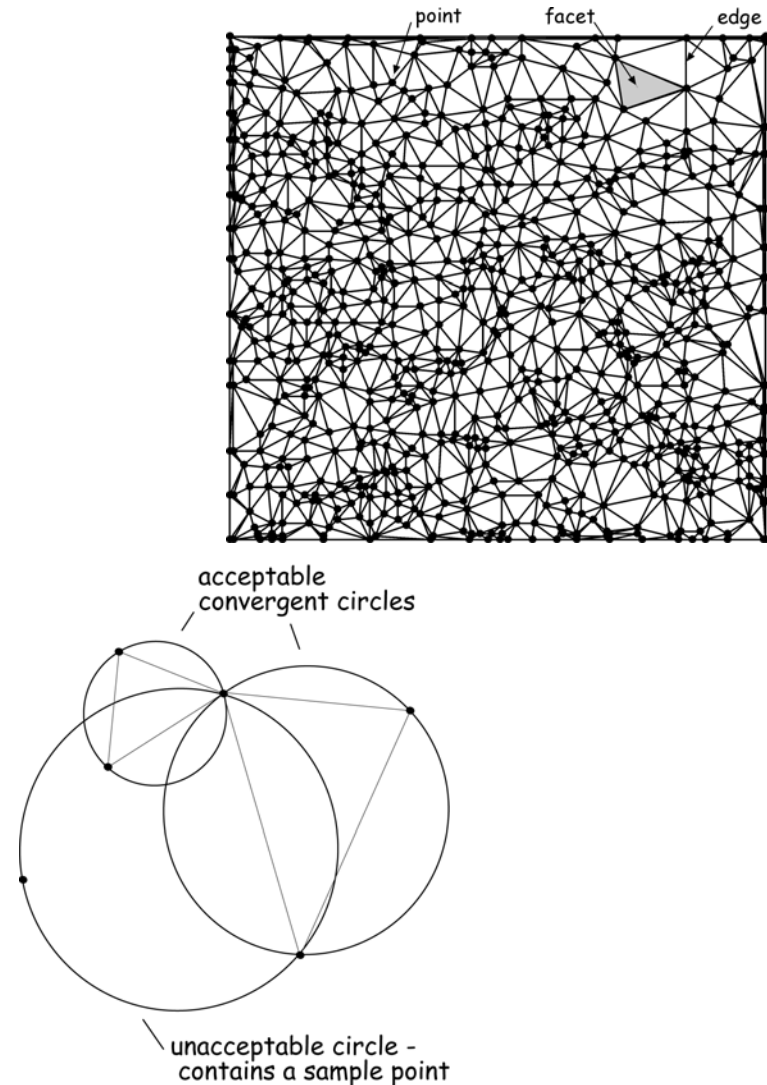 point
facet
edge
acceptable
convergent circles
unacceptable circle -
contains a sample point